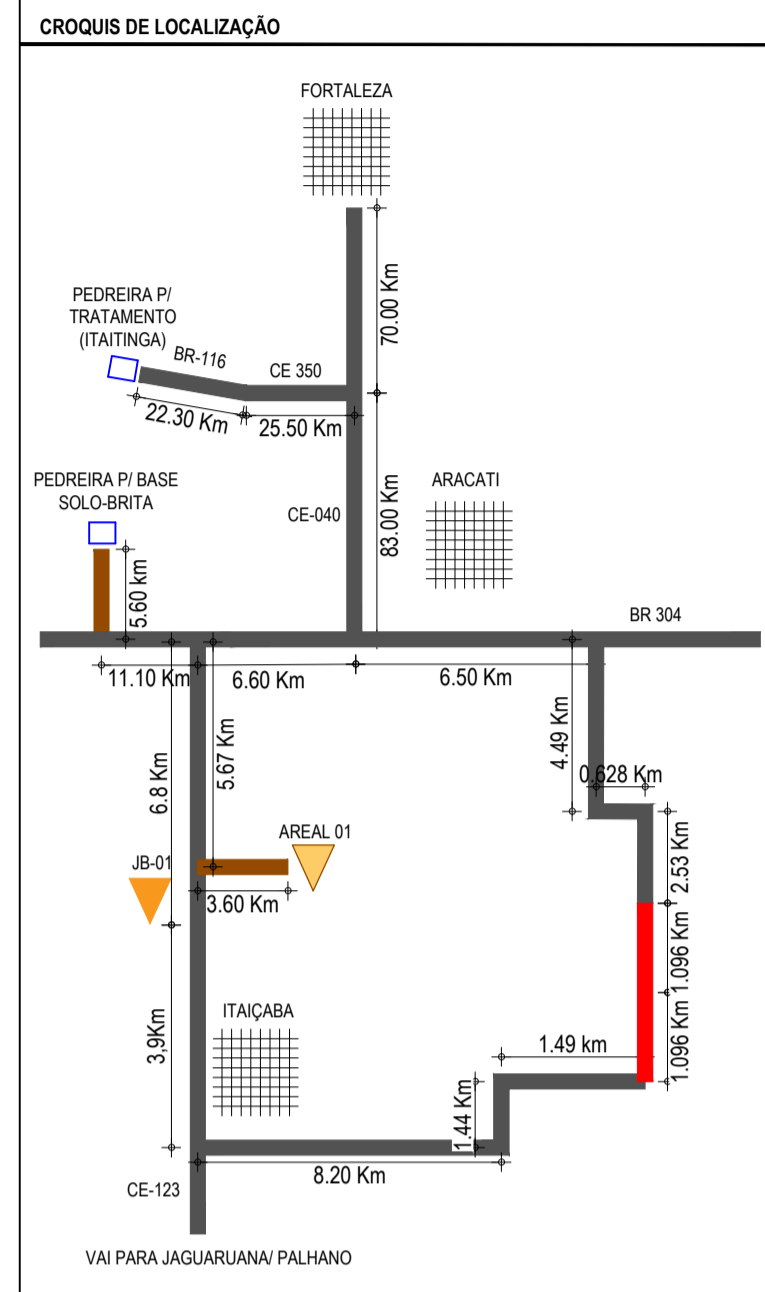 CROQUIS DE LOCALIZAÇÃO
FORTALEZA
70.00 Km
PEDREIRA P/
TRATAMENTO
(ITAITINGA)
BR-116
CE 350
22.30 Km
25.50 Km
PEDREIRA P/ BASE
SOLO-BRITA
CE-040
83.00 Km
ARACATI
5.60 km
BR 304
11.10 Km
6.60 Km
6.50 Km
6.8 Km
5.67 Km
4.49 Km
0.628 Km
AREAL 01
JB-01
3.60 Km
2.53 Km
1.096 Km
1.096 Km
ITAIÇABA
3,9Km
1.49 km
1.44 Km
8.20 Km
CE-123
VAI PARA JAGUARUANA/ PALHANO